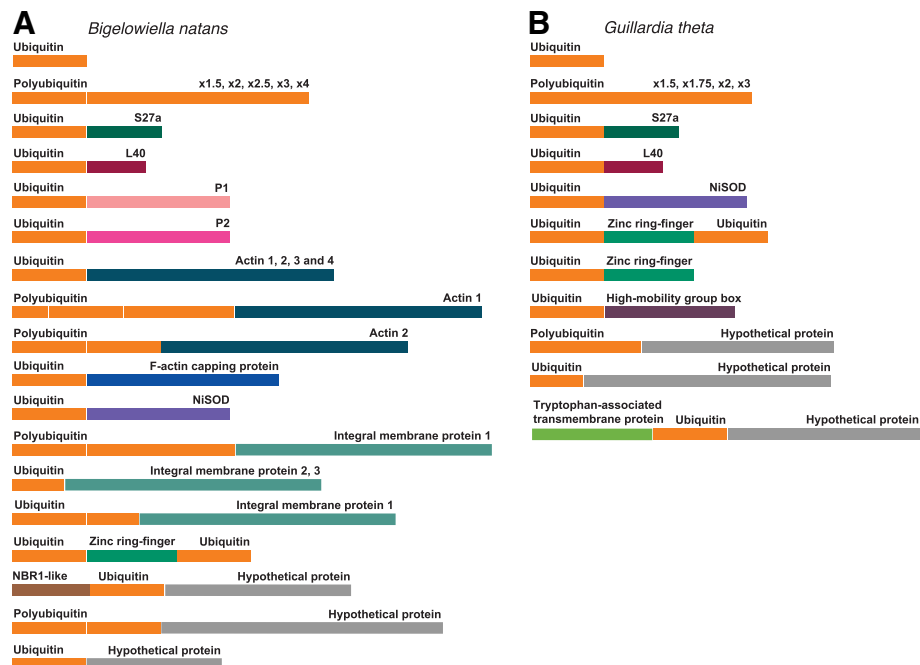 A
Bigelowiella natans
Ubiquitin
Polyubiquitin x1.5, x2, x2.5, x3, x4
Ubiquitin S27a
Ubiquitin L40
Ubiquitin P1
Ubiquitin P2
Ubiquitin Actin 1, 2, 3 and 4
Polyubiquitin Actin 1
Polyubiquitin Actin 2
Ubiquitin F-actin capping protein
Ubiquitin NiSOD
Polyubiquitin Integral membrane protein 1
Ubiquitin Integral membrane protein 2, 3
Ubiquitin Integral membrane protein 1
Ubiquitin Zinc ring-finger Ubiquitin
NBR1-like Ubiquitin Hypothetical protein
Polyubiquitin Hypothetical protein
Ubiquitin Hypothetical protein
B
Guillardia theta
Ubiquitin
Polyubiquitin x1.5, x1.75, x2, x3
Ubiquitin S27a
Ubiquitin L40
Ubiquitin NiSOD
Ubiquitin Zinc ring-finger Ubiquitin
Ubiquitin Zinc ring-finger
Ubiquitin High-mobility group box
Polyubiquitin Hypothetical protein
Ubiquitin Hypothetical protein
Tryptophan-associated
transmembrane protein Ubiquitin Hypothetical protein